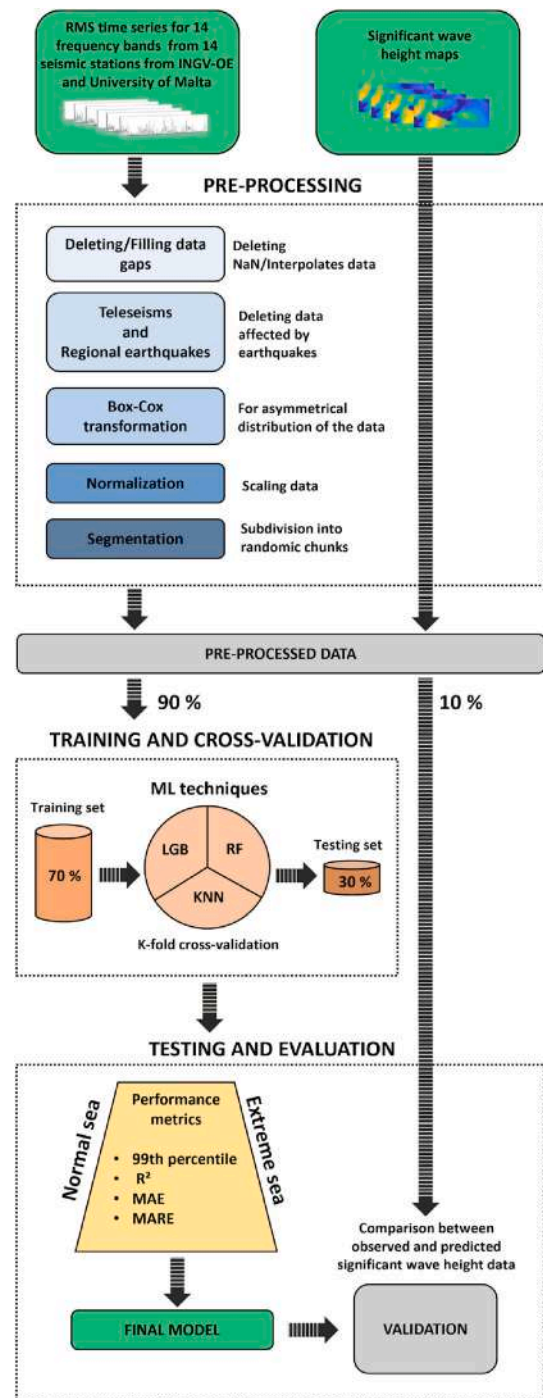 RMS time series for 14
frequency bands from 14
seismic stations from INGV-OE
and University of Malta
Significant wave
height maps
PRE-PROCESSING
Deleting/Filling data
gaps
Deleting
NaN/Interpolates data
Teleseisms
and
Regional earthquakes
Deleting data
affected by
earthquakes
Box-Cox
transformation
For asymmetrical
distribution of the data
Normalization
Scaling data
Segmentation
Subdivision into
randomic chunks
PRE-PROCESSED DATA
90 %
10 %
TRAINING AND CROSS-VALIDATION
ML techniques
Training set
70 %
LGB
RF
KNN
Testing set
30 %
K-fold cross-validation
TESTING AND EVALUATION
Normal sea
Performance
metrics
• 99th percentile
• R²
• MAE
• MARE
Extreme sea
Comparison between
observed and predicted
significant wave height data
FINAL MODEL
VALIDATION